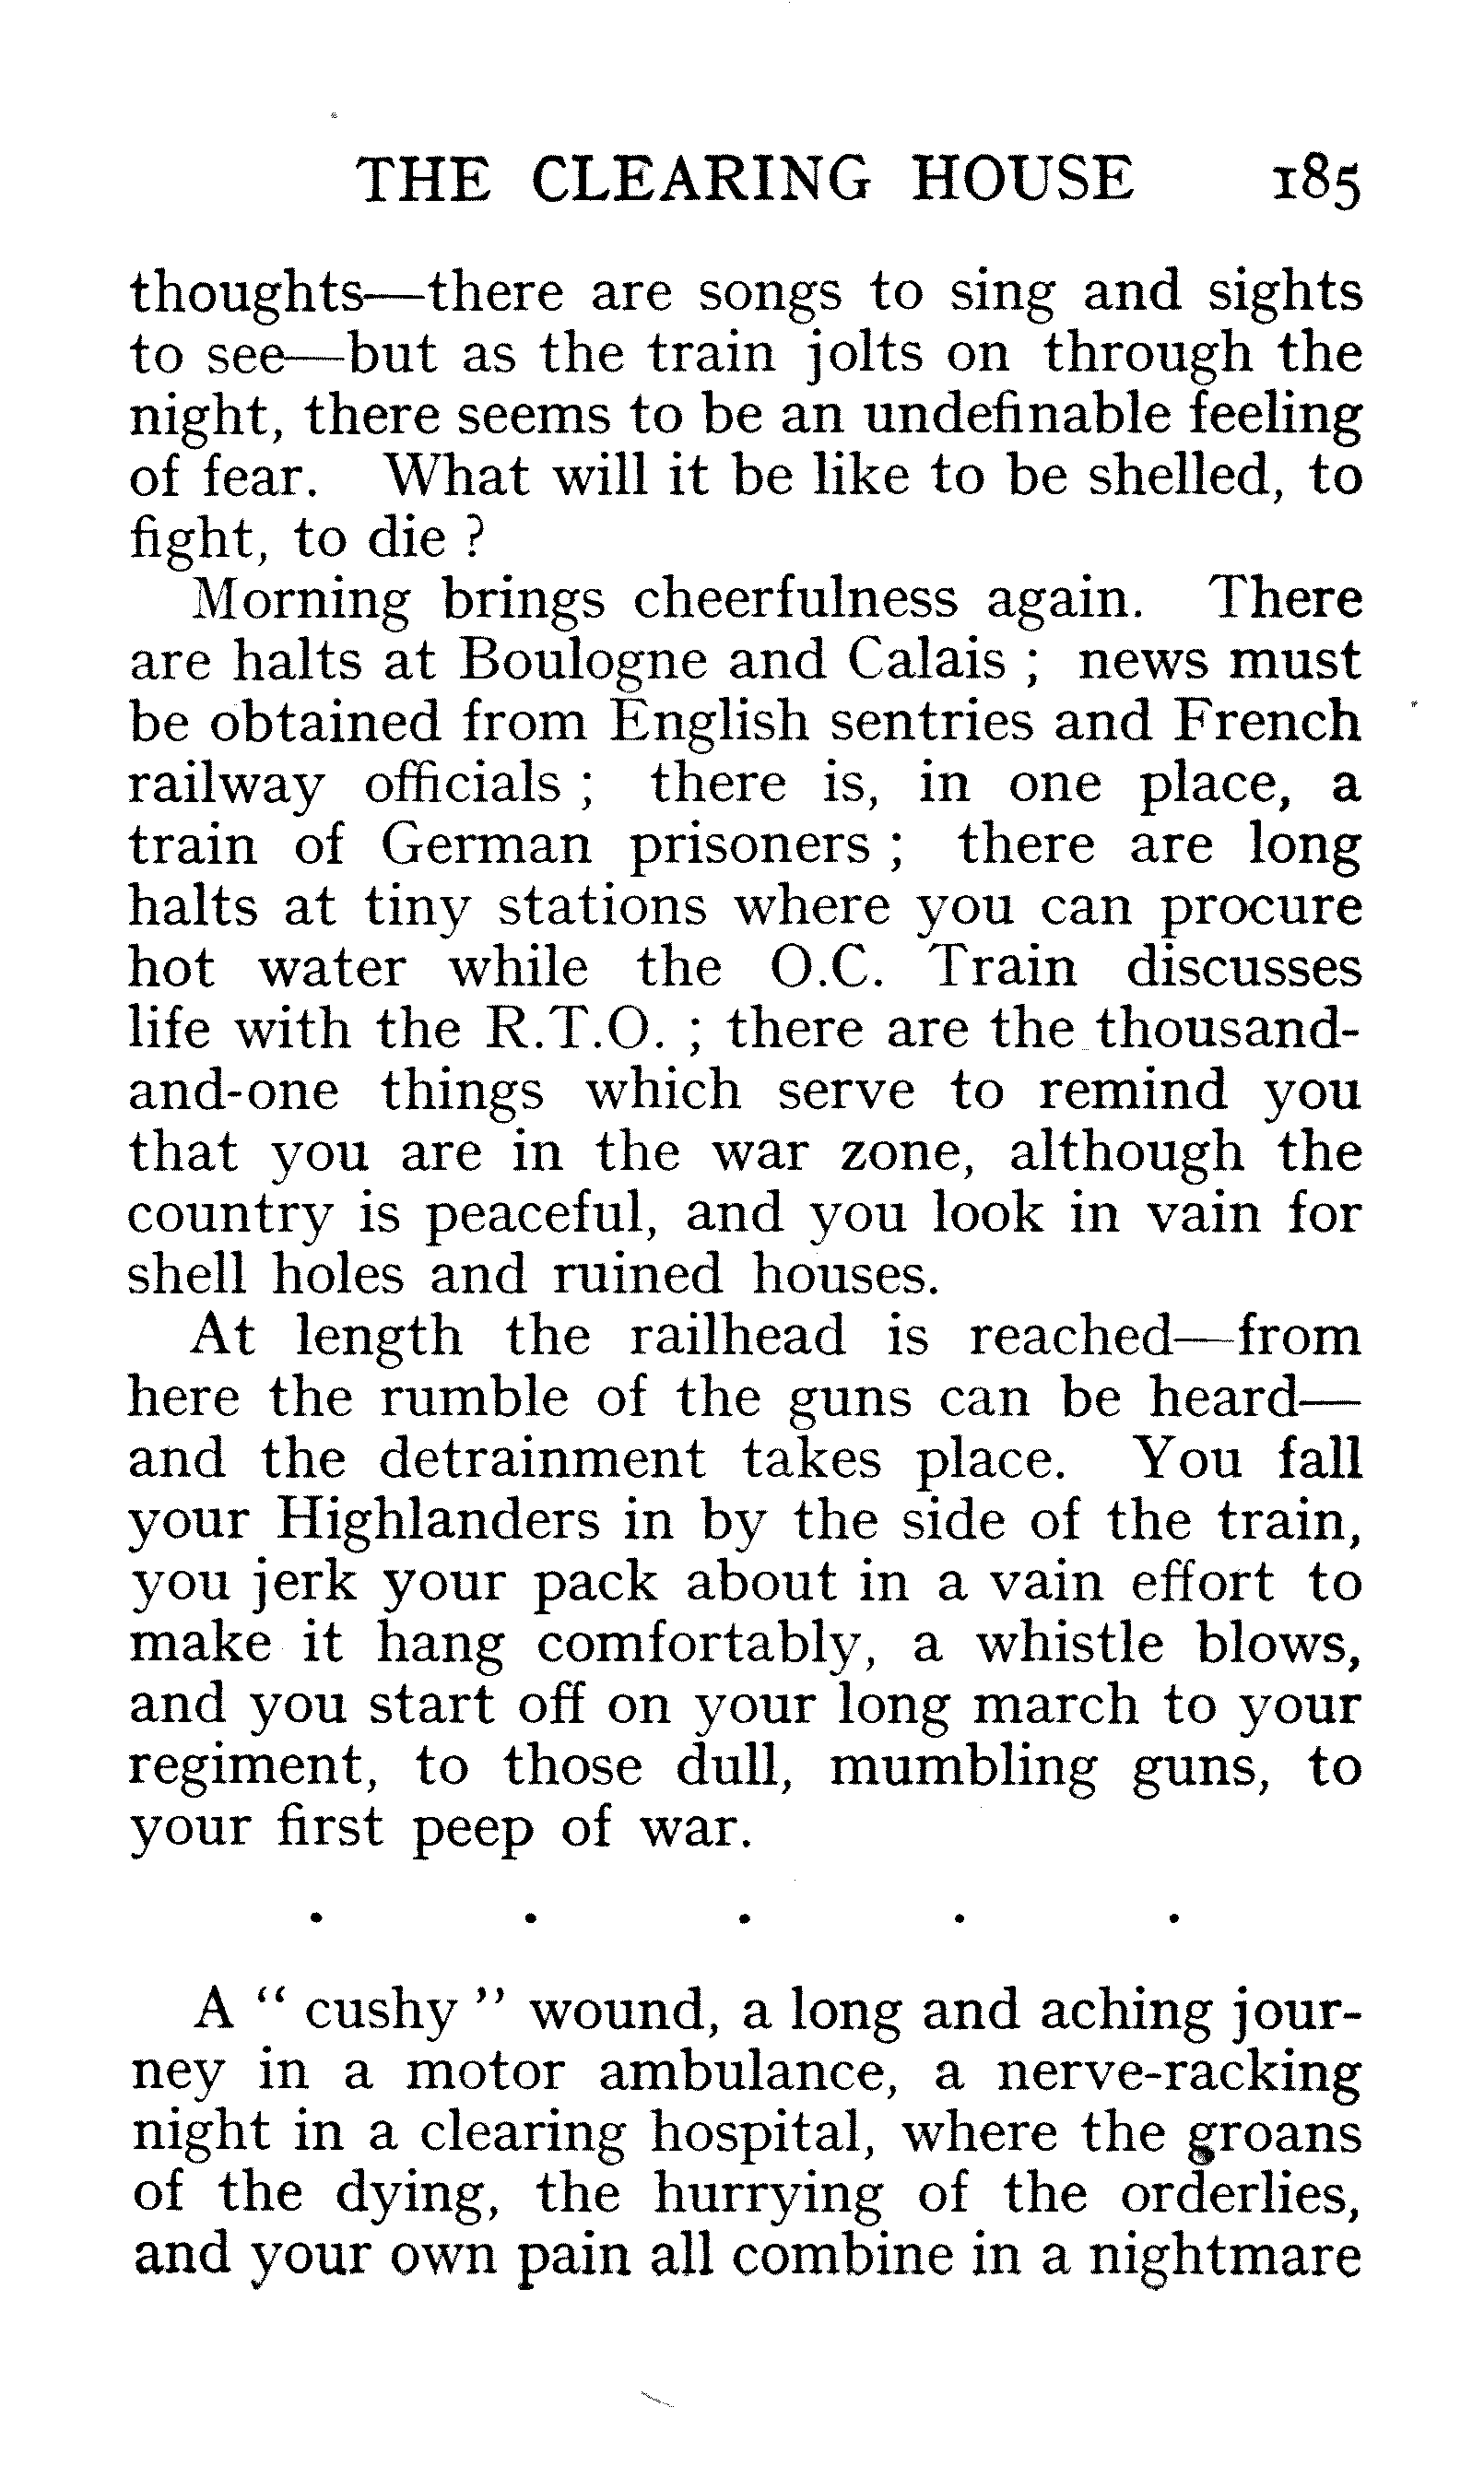 THE CLEARING HOUSE 185
thoughts—there are songs to sing and sights
to see—but as the train jolts on through the
night, there seems to be an undefinable feeling
of fear. What will it be like to be shelled, to
fight, to die ?
Morning brings cheerfulness again. There
are halts at Boulogne and Calais ; news must
be obtained from English sentries and French
railway officials ; there is, in one place, a
train of German prisoners ; there are long
halts at tiny stations where you can procure
hot water while the O.C. Train discusses
life with the R.T.O. ; there are the thousand-
and-one things which serve to remind you
that you are in the war zone, although the
country is peaceful, and you look in vain for
shell holes and ruined houses.
At length the railhead is reached—from
here the rumble of the guns can be heard—
and the detrainment takes place. You fall
your Highlanders in by the side of the train,
you jerk your pack about in a vain effort to
make it hang comfortably, a whistle blows,
and you start off on your long march to your
regiment, to those dull, mumbling guns, to
your first peep of war.
. . . . .
A “ cushy ” wound, a long and aching jour-
ney in a motor ambulance, a nerve-racking
night in a clearing hospital, where the groans
of the dying, the hurrying of the orderlies,
and your own pain all combine in a nightmare